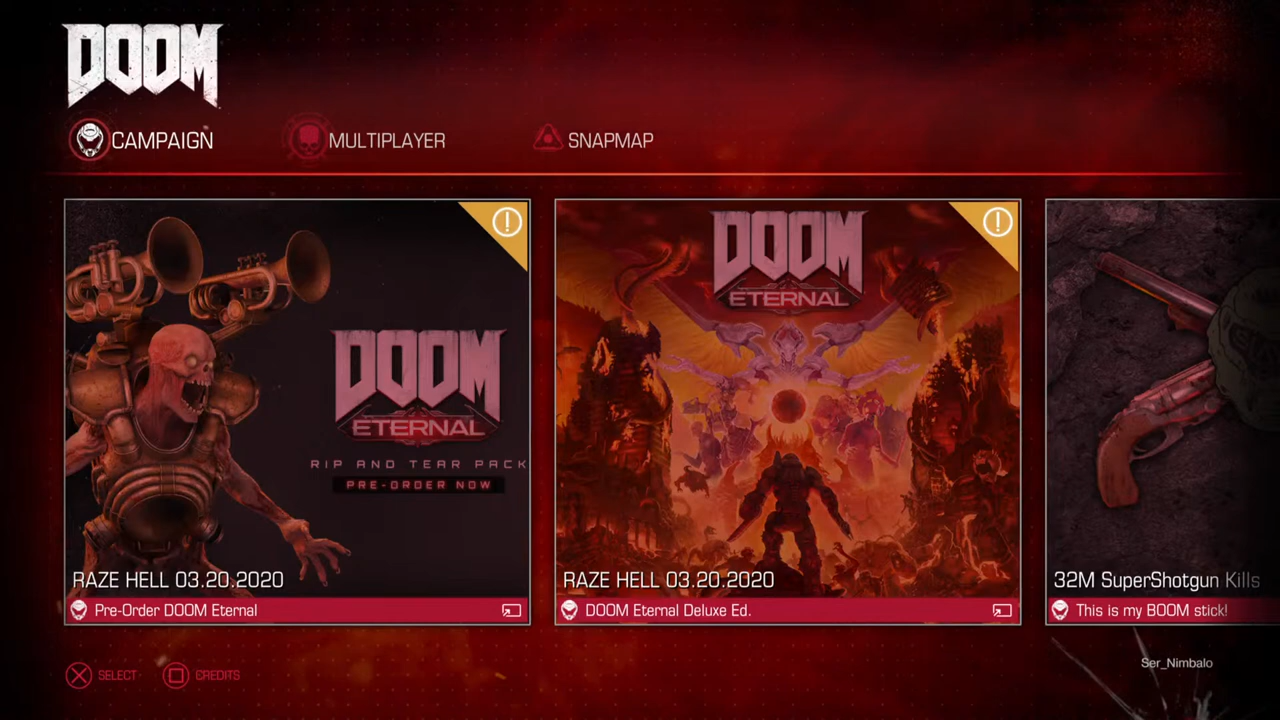 DOOM
CAMPAIGN
MULTIPLAYER
SNAPMAP
DOOM
ETERNAL
RIP AND TEAR PACK
PRE-ORDER NOW
RAZE HELL 03.20.2020
Pre-Order DOOM Eternal
DOOM
ETERNAL
RAZE HELL 03.20.2020
DOOM Eternal Deluxe Ed.
32M SuperShotgun Kills
This is my BOOM stick!
SELECT
CREDITS
Ser_Nimbalo